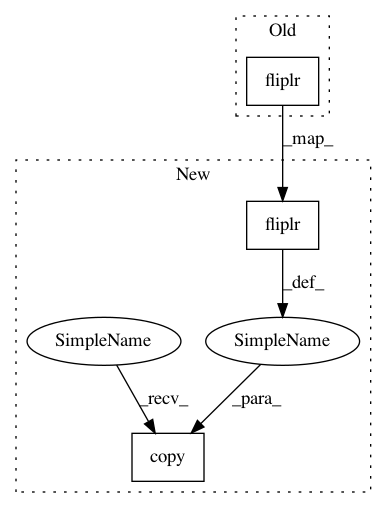 Old
fliplr
_map_
New
fliplr
_def_
SimpleName
SimpleName
_recv_
_para_
copy